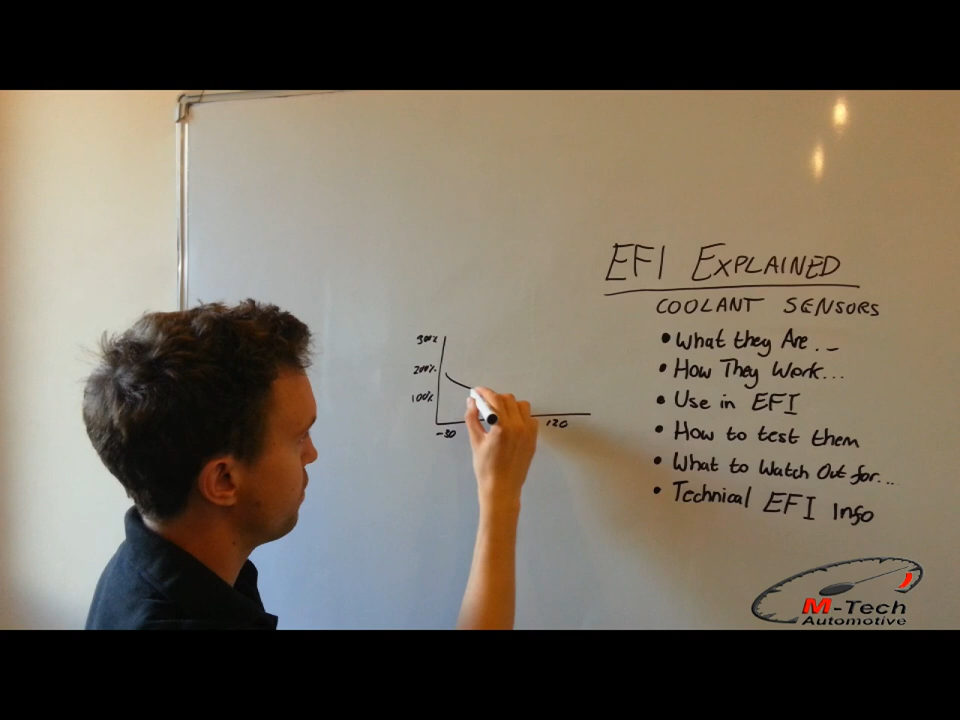 EFI EXPLAINED
COOLANT SENSORS
• What they Are...
• How They Work...
• Use in EFI
• How to test them
• What to Watch Out for...
• Technical EFI Info
300%
200%
100%
-30
120
M-Tech
Automotive